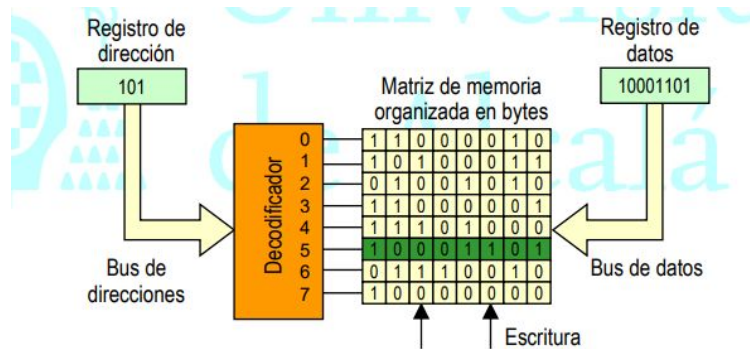 de Alcalá
Registro de
dirección
101
Registro de
datos
10001101
Matriz de memoria
organizada en bytes
Decodificador
0 1 1 0 0 0 0 1 0
1 1 0 1 0 0 0 1 1
2 0 1 0 0 1 0 1 0
3 1 1 0 0 0 0 0 1
4 1 1 1 0 1 0 0 0
5 1 0 0 0 1 1 0 1
6 0 1 1 1 0 0 1 0
7 1 0 0 0 0 0 0 0
Bus de
direcciones
Bus de datos
Escritura